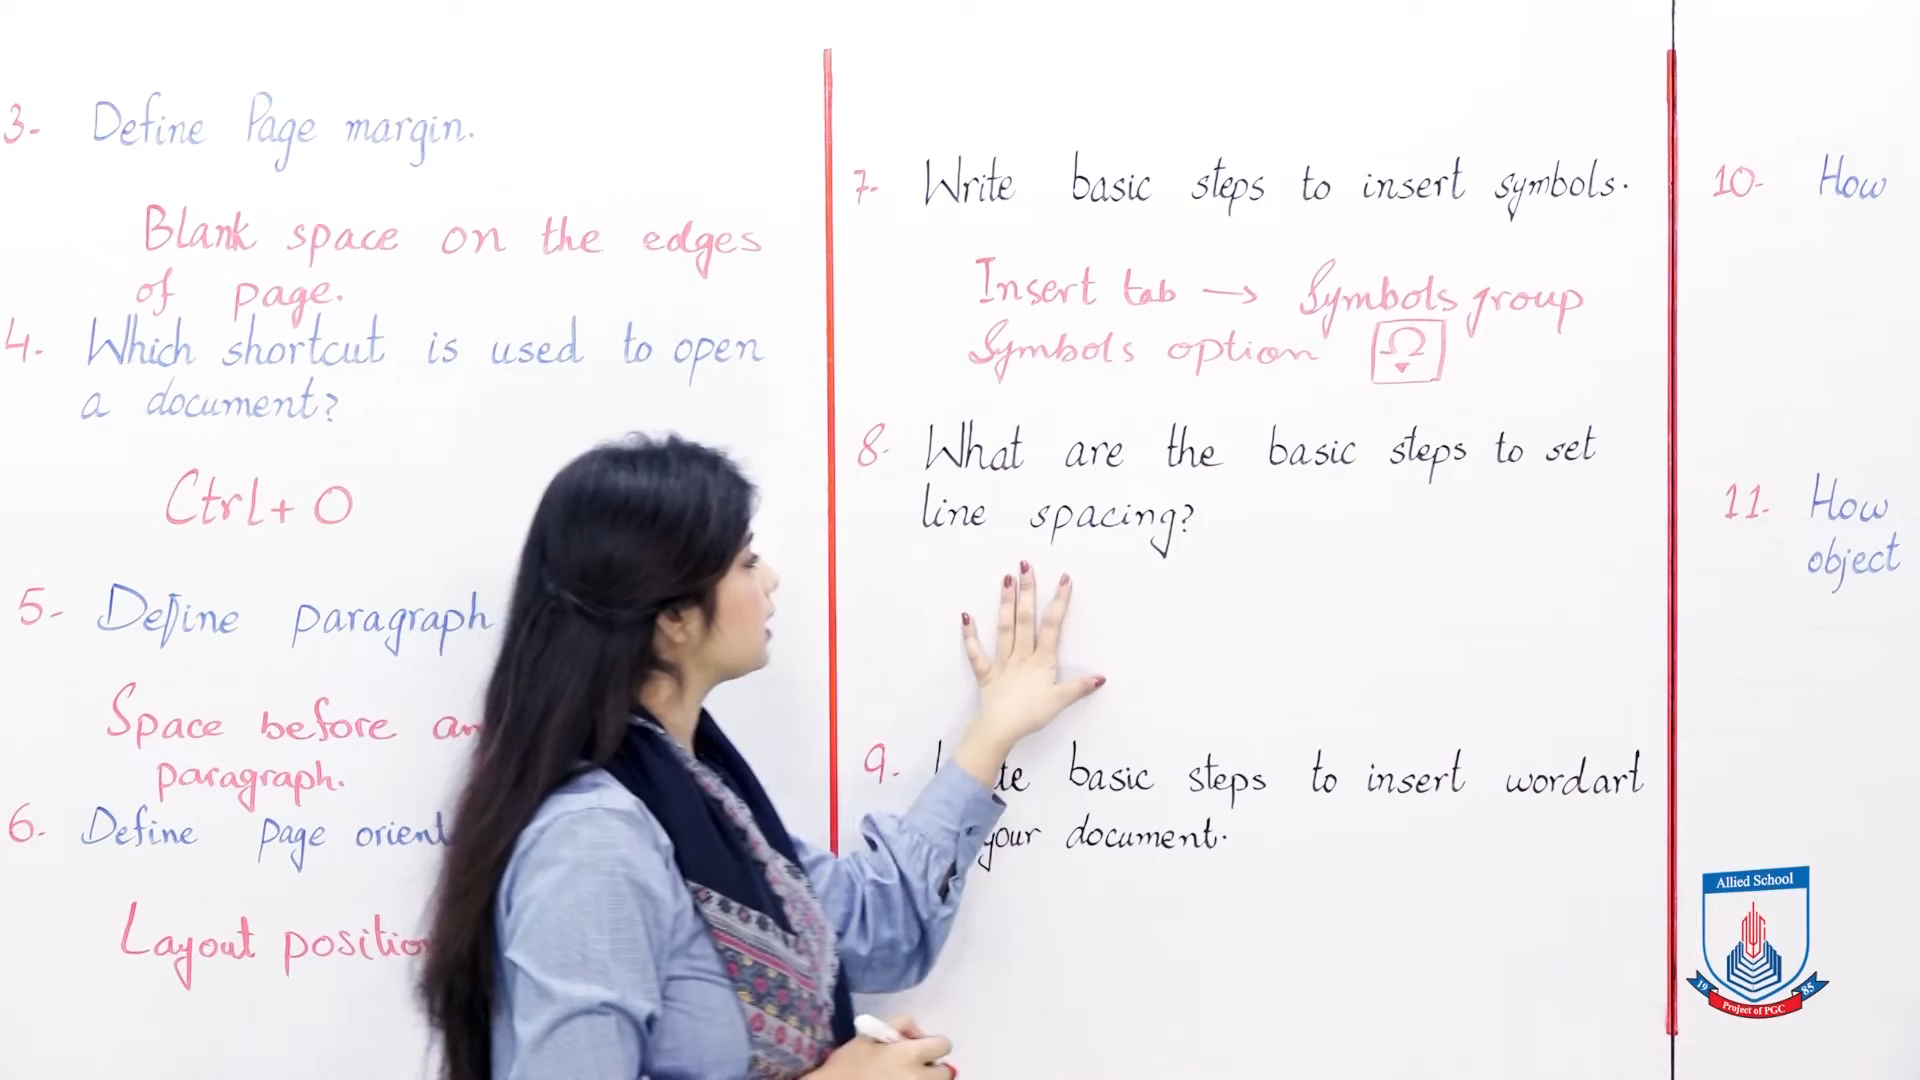 3- Define Page margin.
Blank space on the edges
of page.
4. Which shortcut is used to open
a document?
Ctrl+ O
5- Define paragraph
Space before
paragraph.
6- Define page
Layout
7- Write basic steps to insert symbols.
Insert tab → Symbols group
Symbols option Ω
8- What are the basic steps to set
line spacing?
9- basic steps to insert wordart
your document.
10- How
11- How
object
Allied School
19 85
Project of PGC